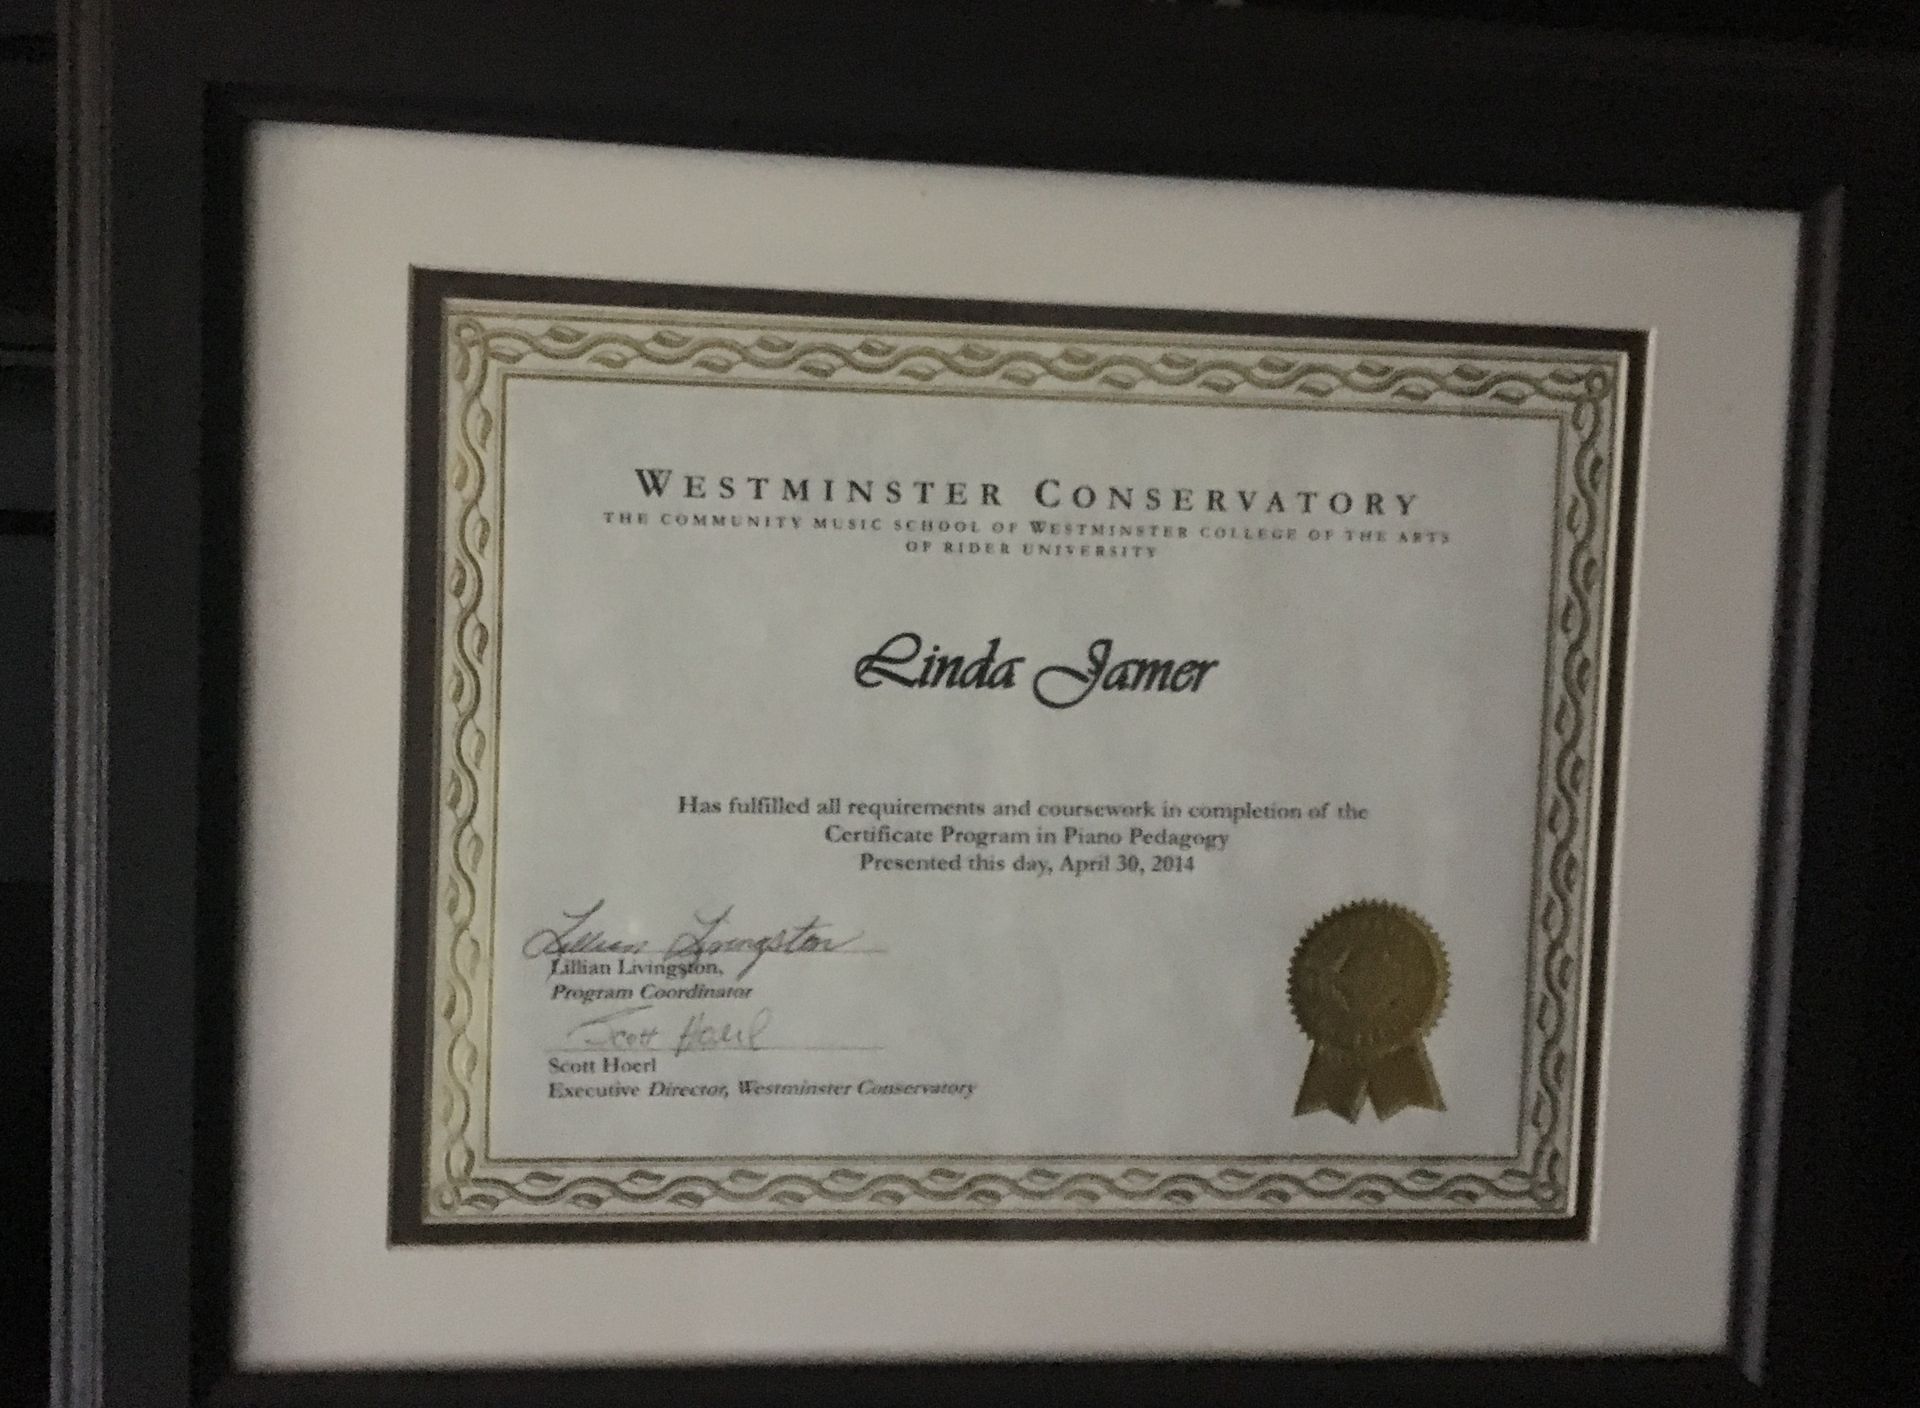 WESTMINSTER CONSERVATORY
THE COMMUNITY MUSIC SCHOOL OF WESTMINSTER COLLEGE OF THE ARTS
OF RIDER UNIVERSITY
Linda Jamer
Has fulfilled all requirements and coursework in completion of the
Certificate Program in Piano Pedagogy
Presented this day, April 30, 2014
Lillian Livingston
Lillian Livingston,
Program Coordinator
Scott Hoerl
Scott Hoerl
Executive Director, Westminster Conservatory